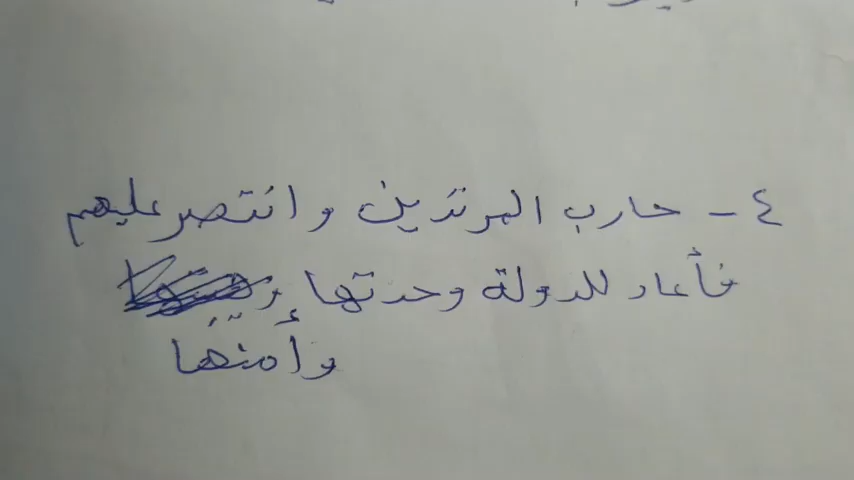 ٤- حارب المرتدين وانتصر عليهم
فأعاد للدولة وحدتها و
وأمنها